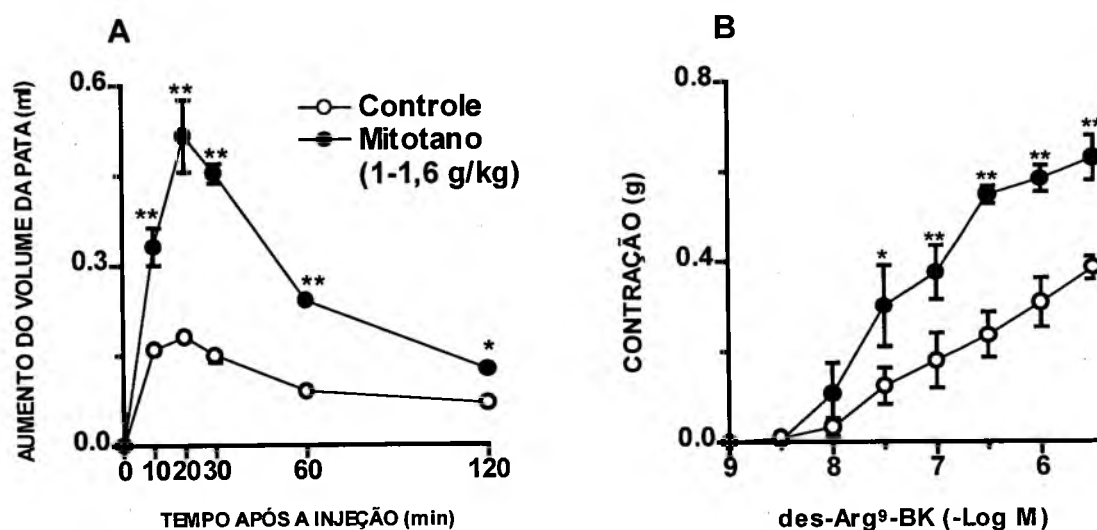 A
AUMENTO DO VOLUME DA PATA (ml)
0.6
0.3
0.0
**
**
**
**
**
*
Controle
Mitotano
(1-1,6 g/kg)
0 10 20 30 60 120
TEMPO APÓS A INJEÇÃO (min)
B
CONTRAÇÃO (g)
0.8
0.4
0.0
*
**
**
**
**
9 8 7 6
des-Arg⁹-BK (-Log M)